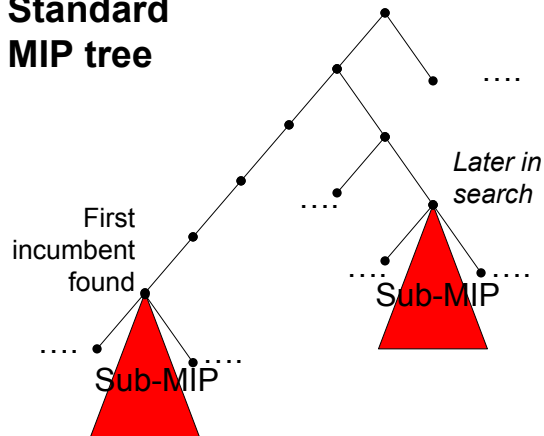 Standard
MIP tree
....
Later in
search
....
First
incumbent
found
....
....
Sub-MIP
....
....
Sub-MIP